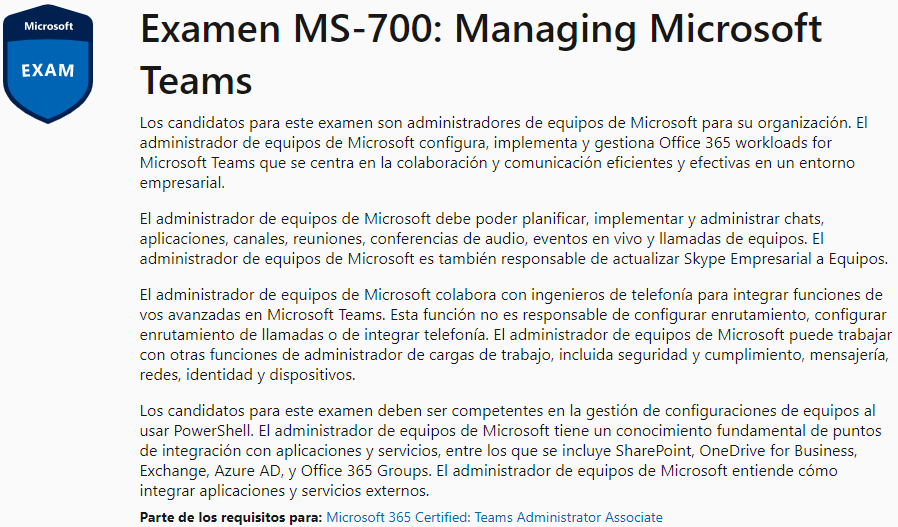 Microsoft
EXAM
Examen MS-700: Managing Microsoft
Teams
Los candidatos para este examen son administradores de equipos de Microsoft para su organización. El
administrador de equipos de Microsoft configura, implementa y gestiona Office 365 workloads for
Microsoft Teams que se centra en la colaboración y comunicación eficientes y efectivas en un entorno
empresarial.
El administrador de equipos de Microsoft debe poder planificar, implementar y administrar chats,
aplicaciones, canales, reuniones, conferencias de audio, eventos en vivo y llamadas de equipos. El
administrador de equipos de Microsoft es también responsable de actualizar Skype Empresarial a Equipos.
El administrador de equipos de Microsoft colabora con ingenieros de telefonía para integrar funciones de
vos avanzadas en Microsoft Teams. Esta función no es responsable de configurar enrutamiento, configurar
enrutamiento de llamadas o de integrar telefonía. El administrador de equipos de Microsoft puede trabajar
con otras funciones de administrador de cargas de trabajo, incluida seguridad y cumplimiento, mensajería,
redes, identidad y dispositivos.
Los candidatos para este examen deben ser competentes en la gestión de configuraciones de equipos al
usar PowerShell. El administrador de equipos de Microsoft tiene un conocimiento fundamental de puntos
de integración con aplicaciones y servicios, entre los que se incluye SharePoint, OneDrive for Business,
Exchange, Azure AD, y Office 365 Groups. El administrador de equipos de Microsoft entiende cómo
integrar aplicaciones y servicios externos.
Parte de los requisitos para: Microsoft 365 Certified: Teams Administrator Associate